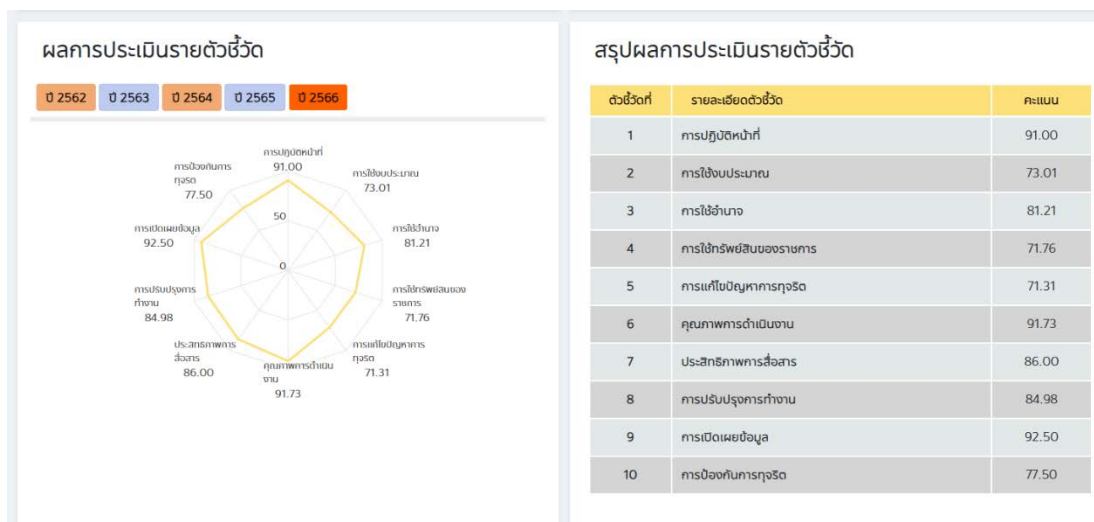 ผลการประเมินรายตัวชี้วัด
ปี 2562 ปี 2563 ปี 2564 ปี 2565 ปี 2566
การปฏิบัติหน้าที่
91.00
การใช้งบประมาณ
73.01
การใช้อำนาจ
81.21
การใช้ทรัพย์สินของ
ราชการ
71.76
การแก้ไขปัญหาการ
ทุจริต
71.31
คุณภาพการดำเนิน
งาน
91.73
ประสิทธิภาพการ
สื่อสาร
86.00
การปรับปรุงการ
ทำงาน
84.98
การเปิดเผยข้อมูล
92.50
การป้องกันการ
ทุจริต
77.50
50
0
สรุปผลการประเมินรายตัวชี้วัด
ตัวชี้วัดที่ รายละเอียดตัวชี้วัด คะแนน
1 การปฏิบัติหน้าที่ 91.00
2 การใช้งบประมาณ 73.01
3 การใช้อำนาจ 81.21
4 การใช้ทรัพย์สินของราชการ 71.76
5 การแก้ไขปัญหาการทุจริต 71.31
6 คุณภาพการดำเนินงาน 91.73
7 ประสิทธิภาพการสื่อสาร 86.00
8 การปรับปรุงการทำงาน 84.98
9 การเปิดเผยข้อมูล 92.50
10 การป้องกันการทุจริต 77.50